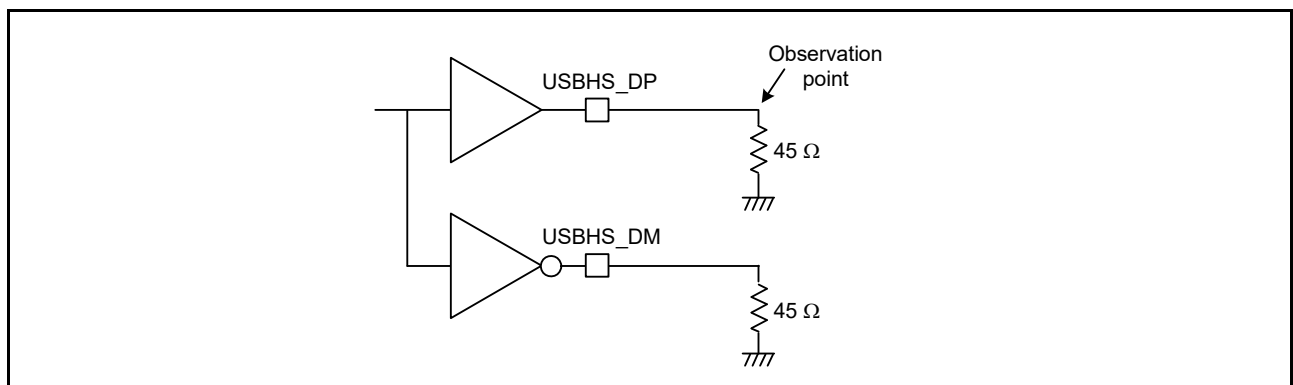 Observation
point
USBHS_DP
45 Ω
USBHS_DM
45 Ω